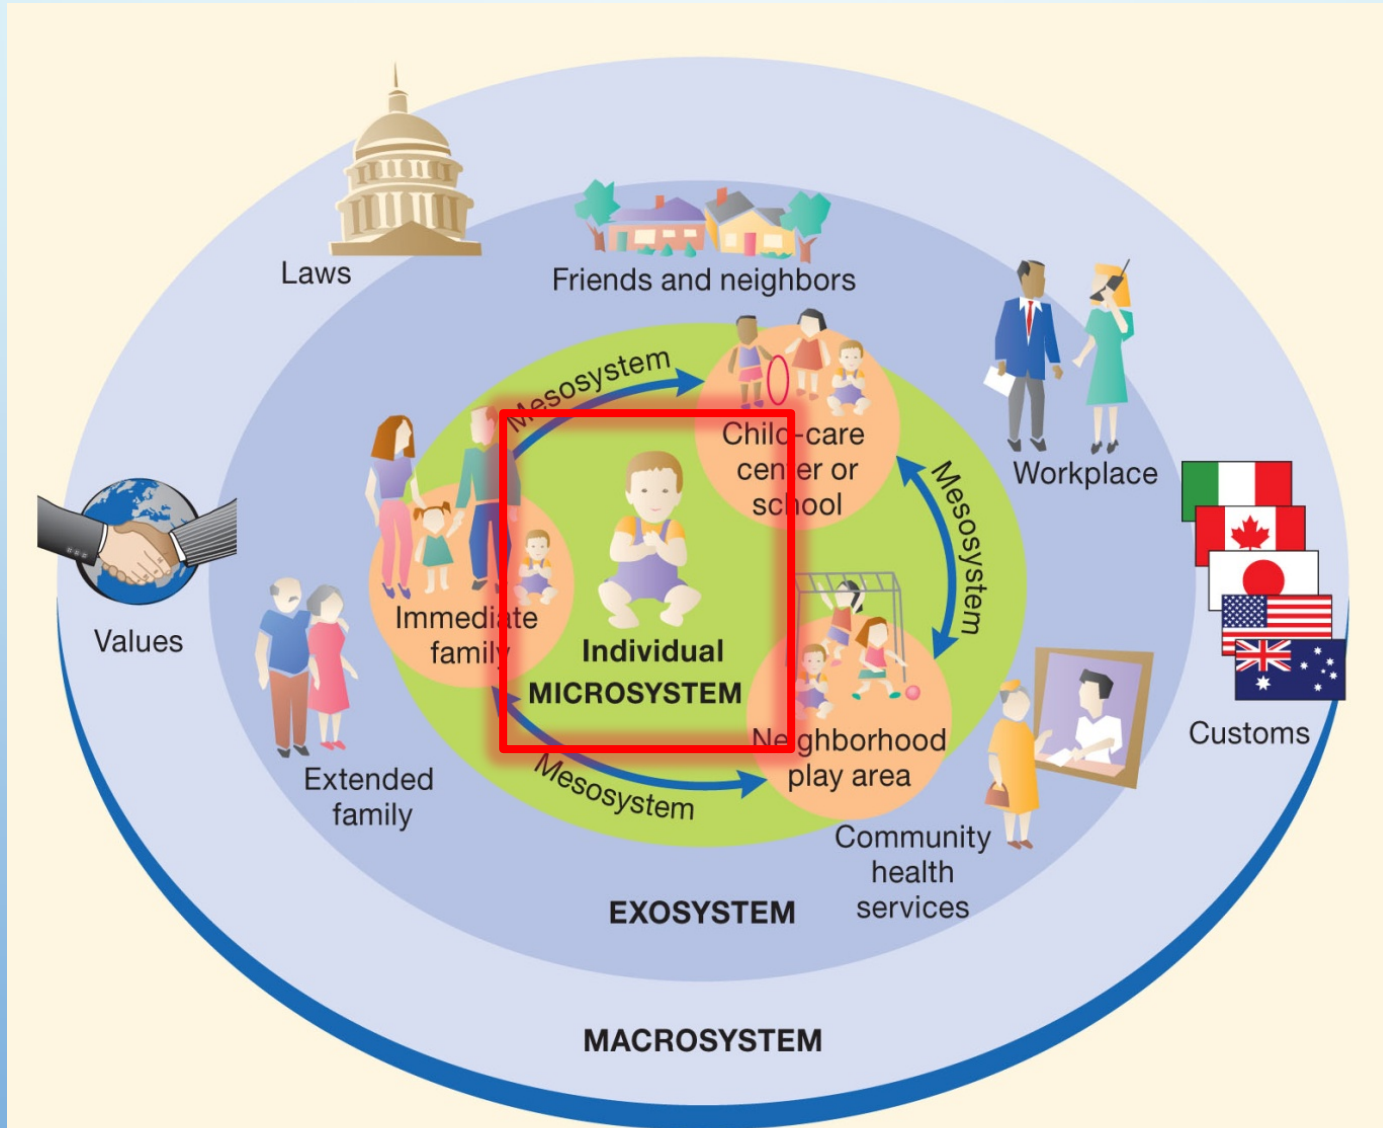 Laws
Friends and neighbors
Mesosystem
Child-care
center or
school
Workplace
Mesosystem
Values
Immediate
family
Individual
MICROSYSTEM
Customs
Neighborhood
play area
Mesosystem
Extended
family
Community
health
services
EXOSYSTEM
MACROSYSTEM